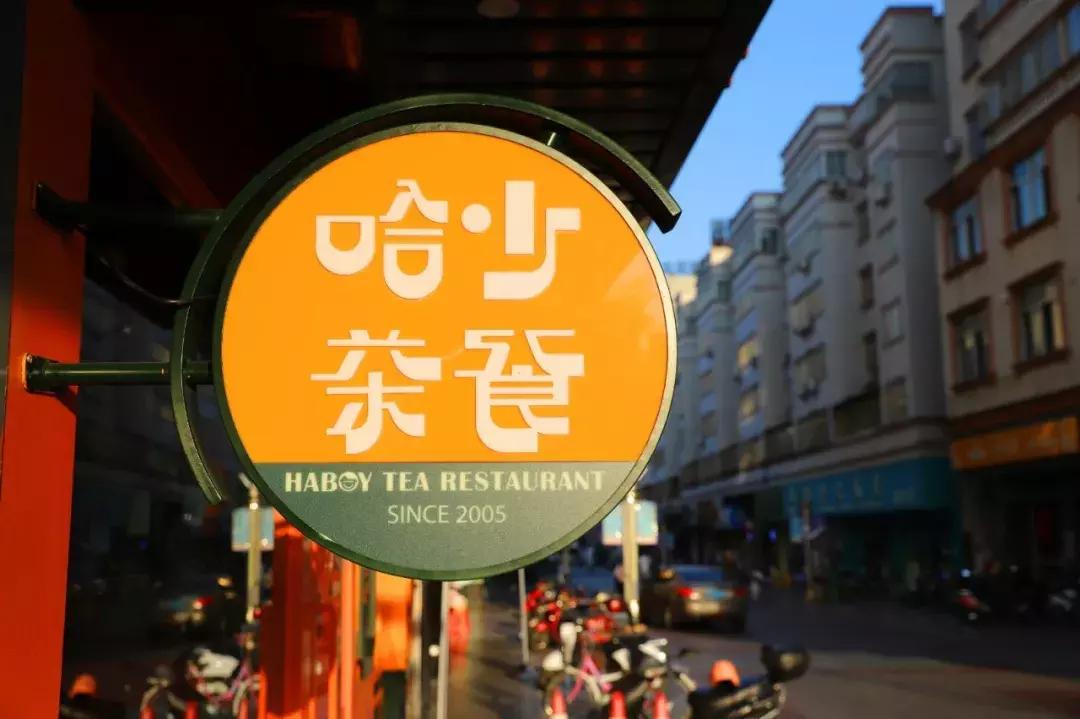 哈少
茶餐
HABOY TEA RESTAURANT
SINCE 2005